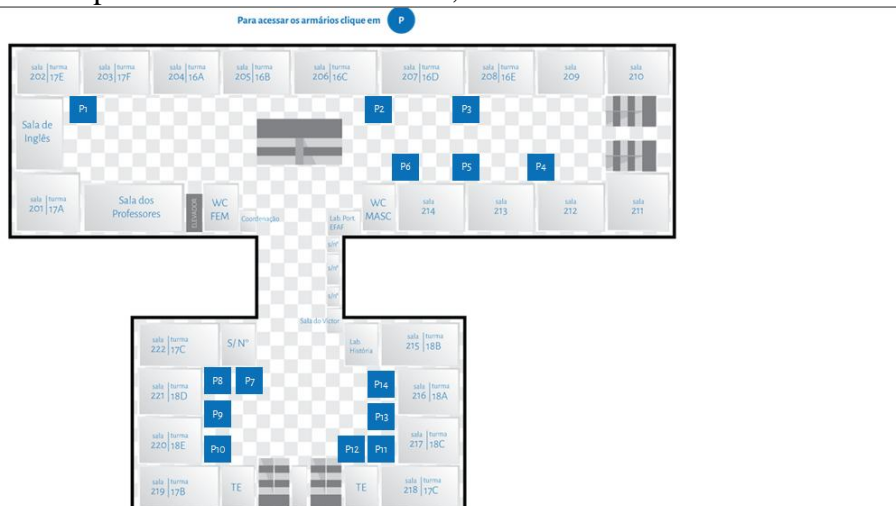 Para acessar os armários clique em P
sala turma
202 17E
sala turma
203 17F
sala turma
204 16A
sala turma
205 16B
sala turma
206 16C
sala turma
207 16D
sala turma
208 16E
sala
209
sala
210
P1
P2
P3
Sala de
Inglês
P6
P5
P4
sala turma
201 17A
Sala dos
Professores
ELEVADOR
WC
FEM
Coordenação
Lab. Port.
EFAF
WC
MASC
sala
214
sala
213
sala
212
sala
211
s/nº
s/nº
s/nº
Sala do Victor
sala turma
222 17C
S/ Nº
Lab.
História
sala turma
215 18B
P8
P7
P14
sala turma
221 18D
sala turma
216 18A
P9
P13
sala turma
220 18E
P10
P12
P11
sala turma
217 18C
sala turma
219 17B
TE
TE
sala turma
218 17C